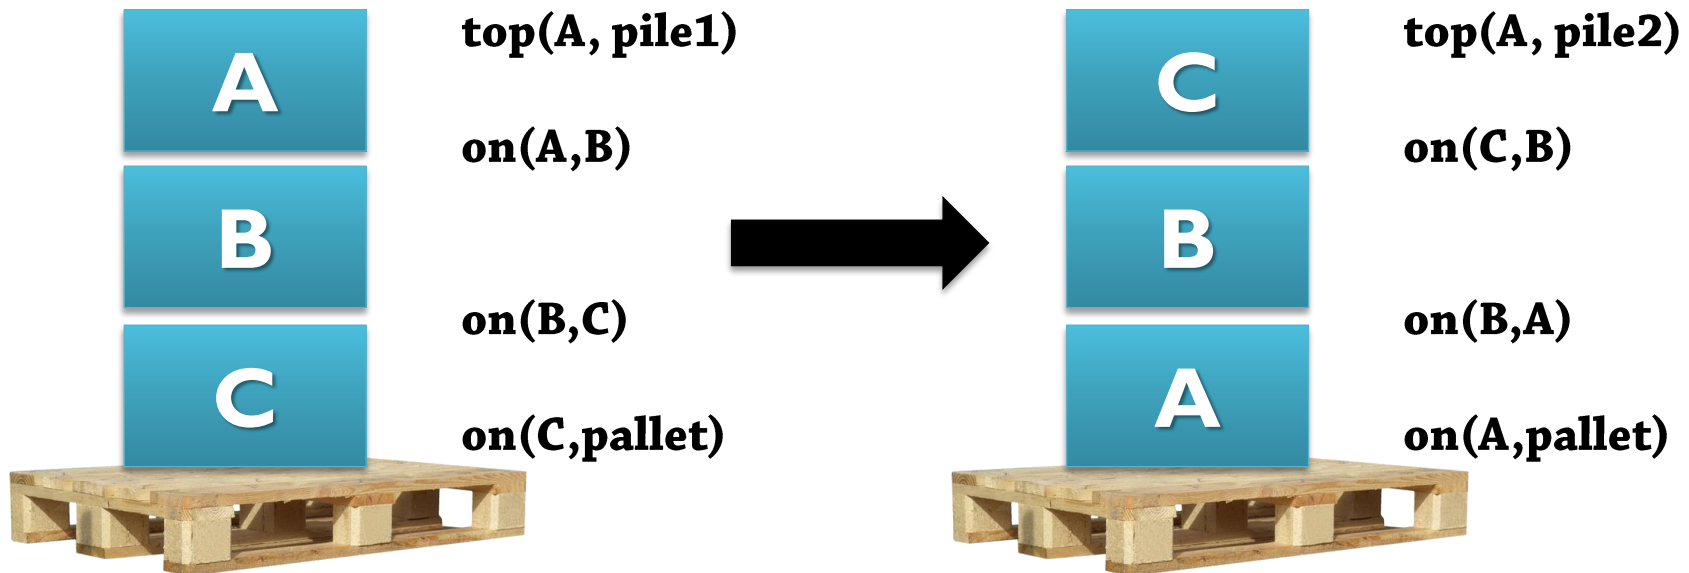 A
top(A, pile1)
on(A,B)
B
on(B,C)
C
on(C,pallet)
C
top(A, pile2)
on(C,B)
B
on(B,A)
A
on(A,pallet)